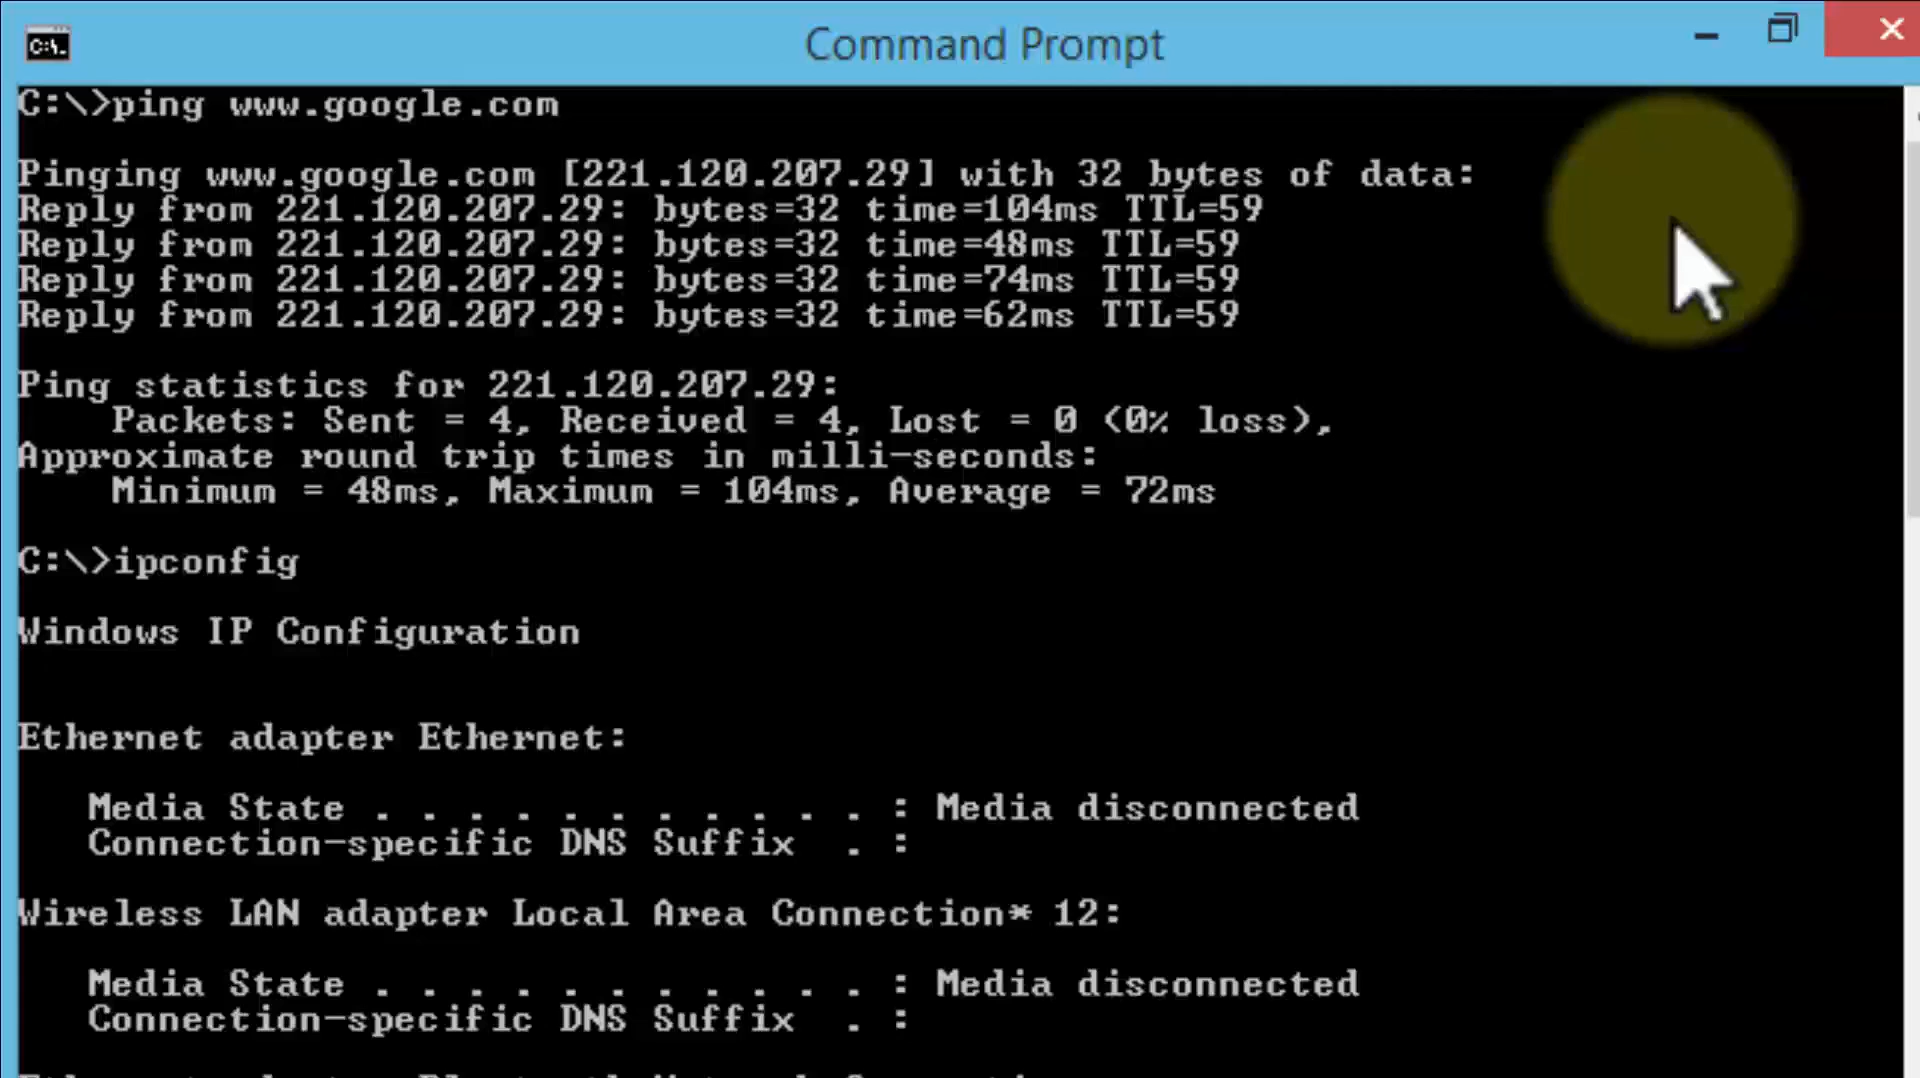 Command Prompt
C:\>ping www.google.com
Pinging www.google.com [221.120.207.29] with 32 bytes of data:
Reply from 221.120.207.29: bytes=32 time=104ms TTL=59
Reply from 221.120.207.29: bytes=32 time=48ms TTL=59
Reply from 221.120.207.29: bytes=32 time=74ms TTL=59
Reply from 221.120.207.29: bytes=32 time=62ms TTL=59
Ping statistics for 221.120.207.29:
    Packets: Sent = 4, Received = 4, Lost = 0 (0% loss),
Approximate round trip times in milli-seconds:
    Minimum = 48ms, Maximum = 104ms, Average = 72ms
C:\>ipconfig
Windows IP Configuration
Ethernet adapter Ethernet:
   Media State . . . . . . . . . . . : Media disconnected
   Connection-specific DNS Suffix  . :
Wireless LAN adapter Local Area Connection* 12:
   Media State . . . . . . . . . . . : Media disconnected
   Connection-specific DNS Suffix  . :